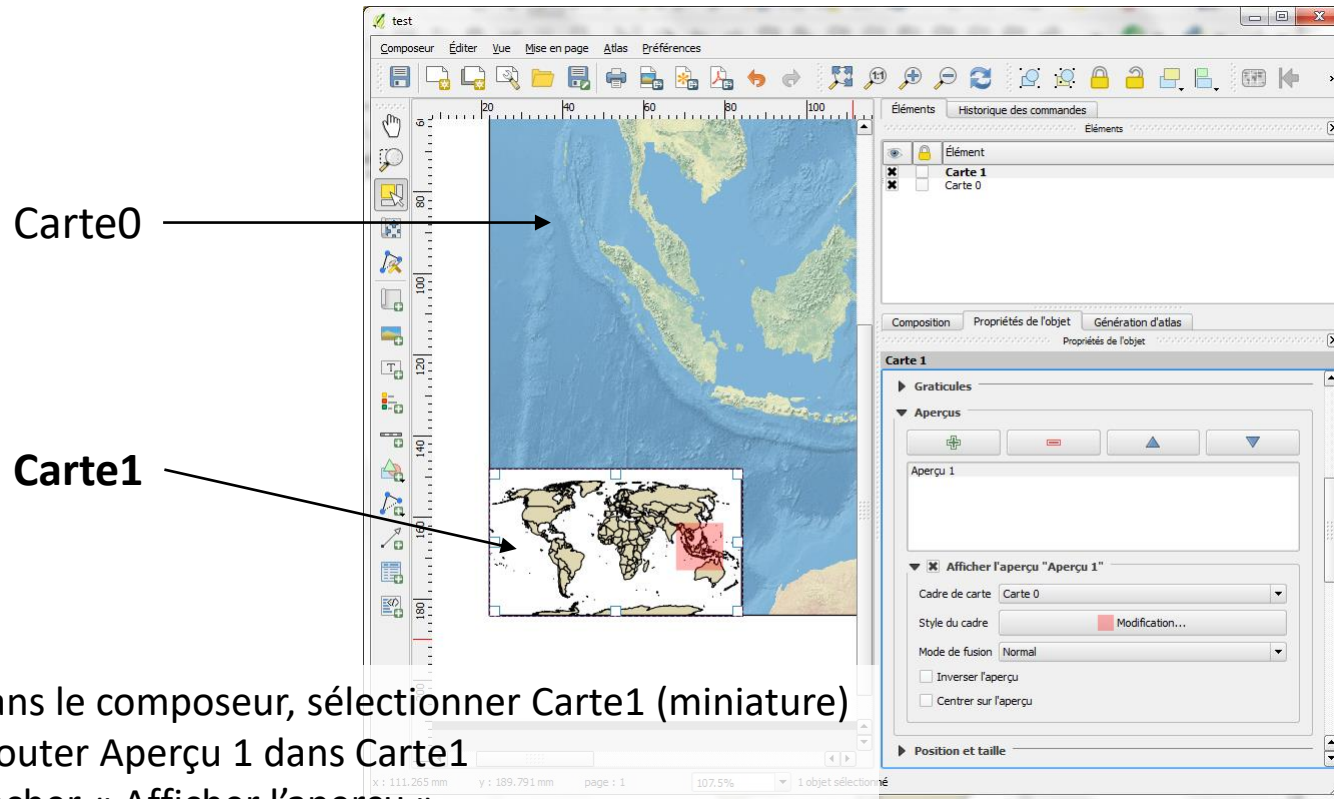 test
Composeur Éditer Vue Mise en page Atlas Préférences
20 40 60 80 100
Éléments Historique des commandes
Éléments
Élément
Carte 1
Carte 0
80
Carte0
100
Composition Propriétés de l'objet Génération d'atlas
Propriétés de l'objet
Carte 1
120
Graticules
Aperçus
140
Carte1
Aperçu 1
160
Afficher l'aperçu "Aperçu 1"
Cadre de carte Carte 0
180
Style du cadre Modification...
Mode de fusion Normal
Inverser l'aperçu
Centrer sur l'aperçu
ans le composeur, sélectionner Carte1 (miniature)
outer Aperçu 1 dans Carte1
Position et taille
x : 111.265 mm y : 189.791 mm page : 1 107.5% 1 objet sélectionné
cher « Afficher l’aperçu »